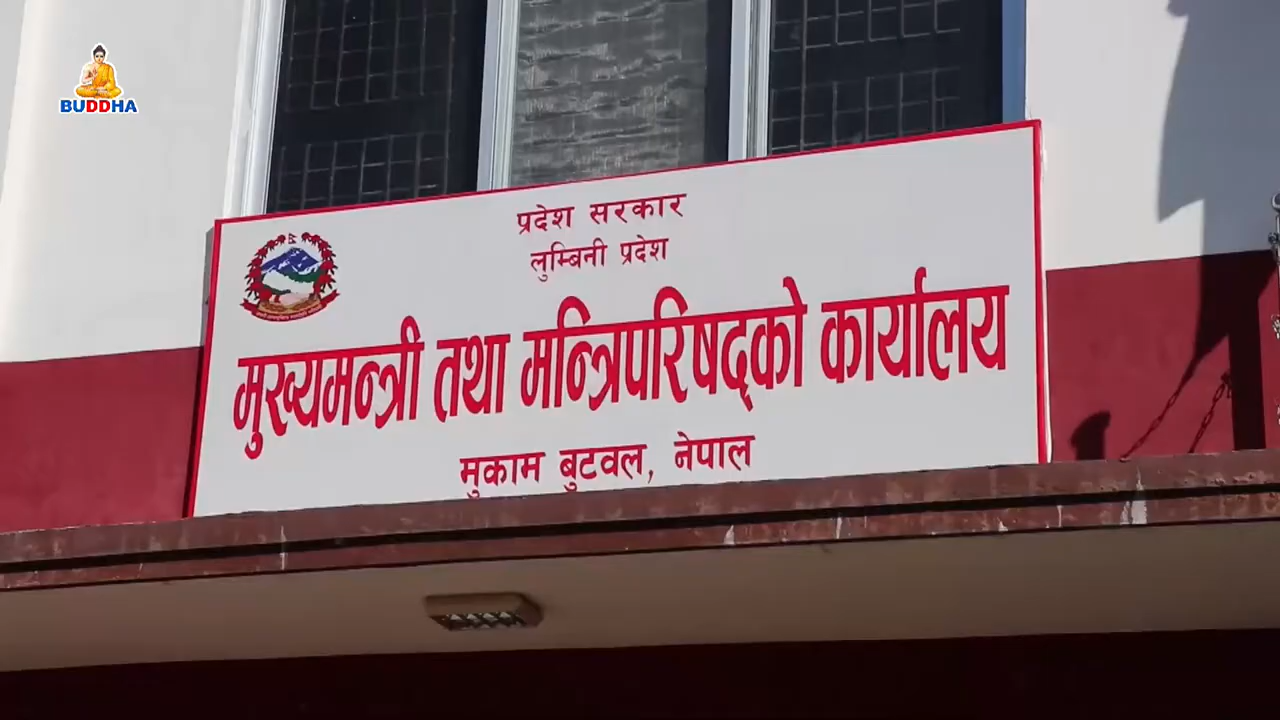 BUDDHA
प्रदेश सरकार
लुम्बिनी प्रदेश
मुख्यमन्त्री तथा मन्त्रिपरिषद्को कार्यालय
मुकाम बुटवल, नेपाल